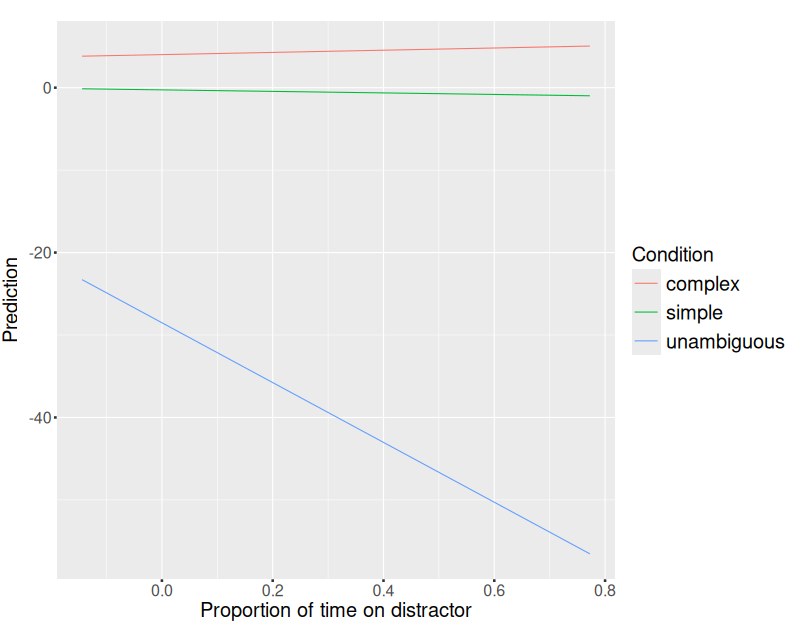 0
-20
-40
Prediction
0.0 0.2 0.4 0.6 0.8
Proportion of time on distractor
Condition
complex
simple
unambiguous